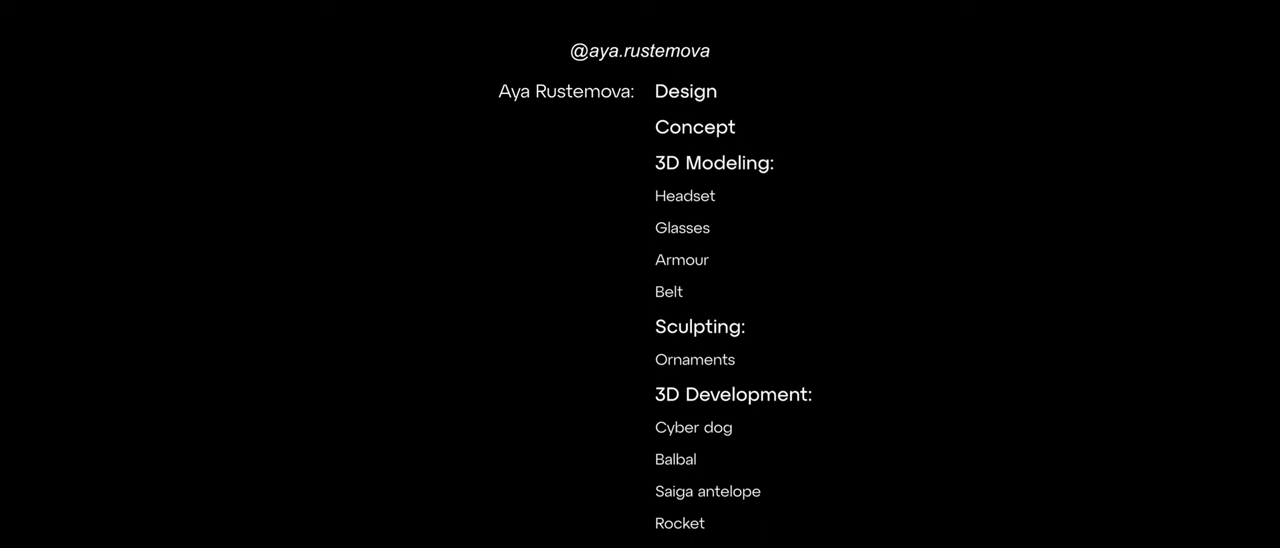 @aya.rustemova
Aya Rustemova: Design
Concept
3D Modeling:
Headset
Glasses
Armour
Belt
Sculpting:
Ornaments
3D Development:
Cyber dog
Balbal
Saiga antelope
Rocket